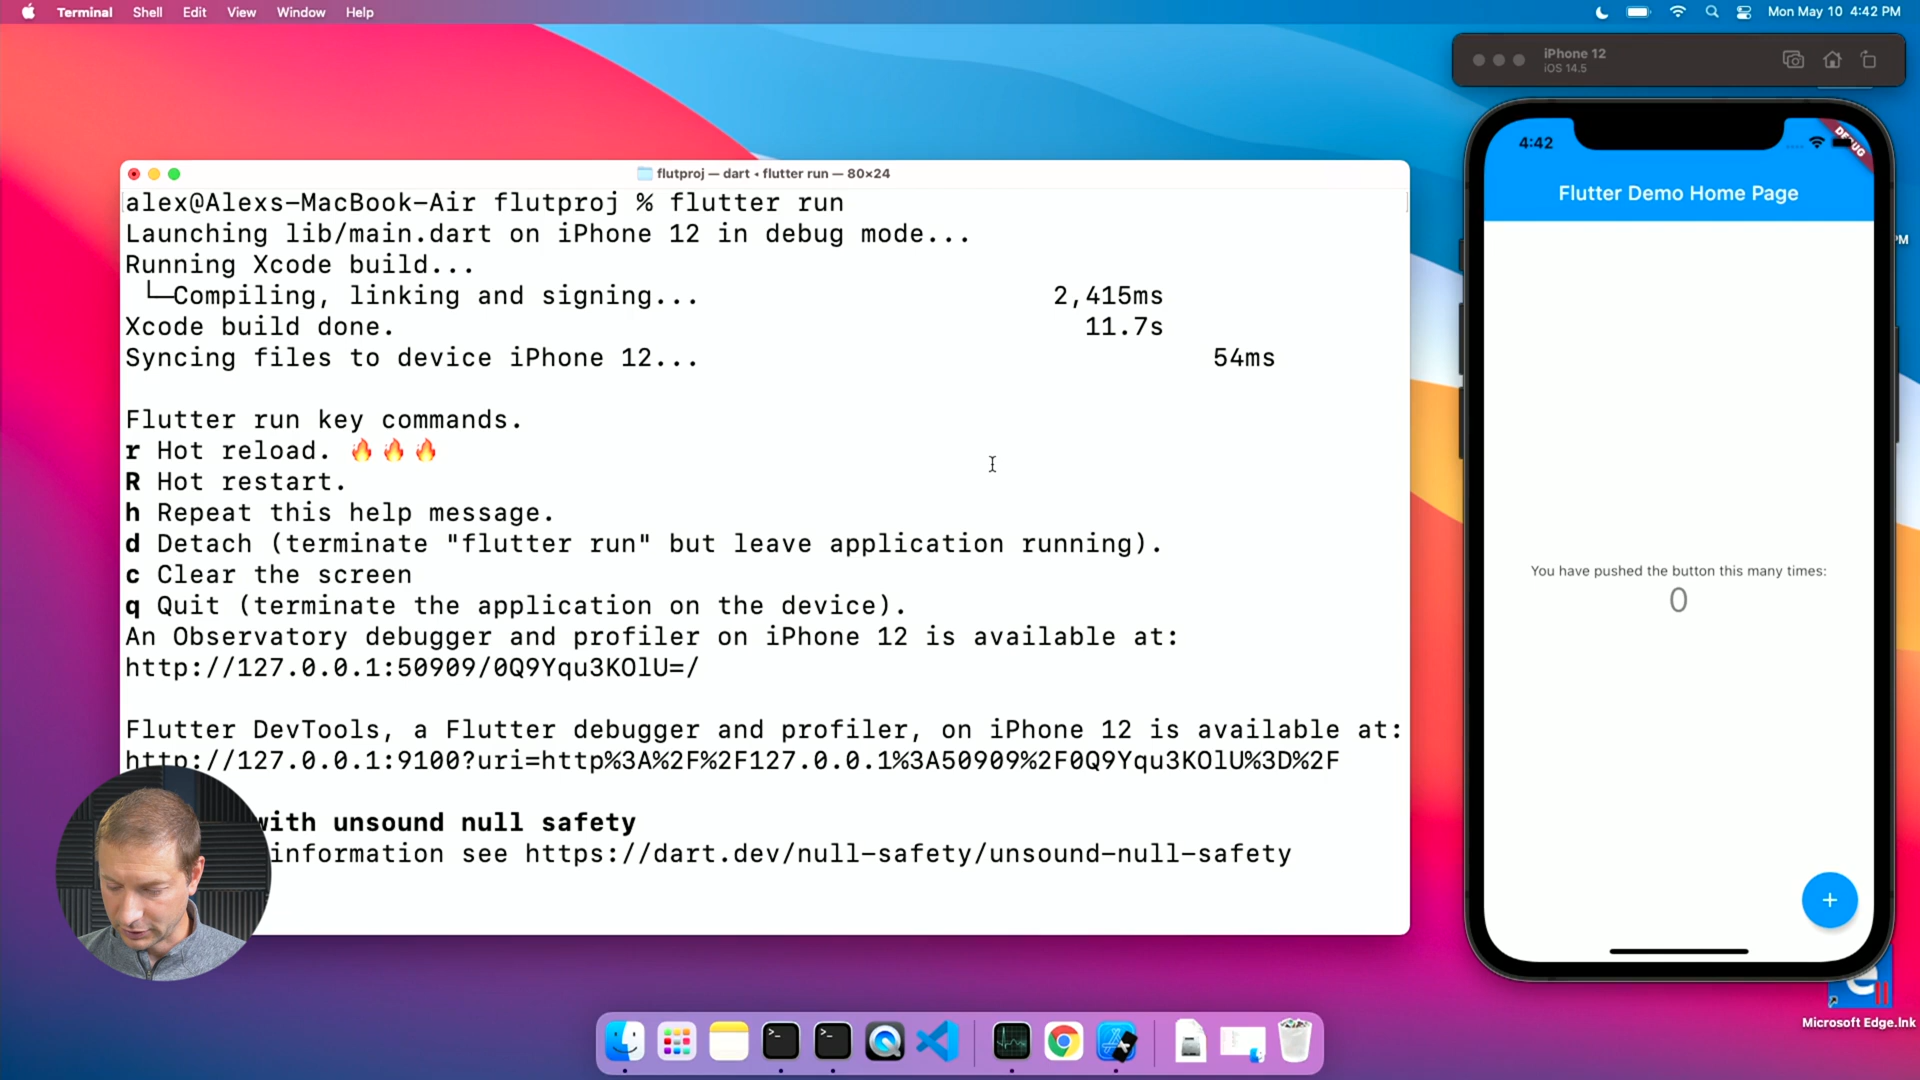 Terminal Shell Edit View Window Help
Mon May 10 4:42 PM
iPhone 12
iOS 14.5
flutproj — dart ◂ flutter run — 80×24
alex@Alexs-MacBook-Air flutproj % flutter run
Launching lib/main.dart on iPhone 12 in debug mode...
Running Xcode build...
└─Compiling, linking and signing... 2,415ms
Xcode build done. 11.7s
Syncing files to device iPhone 12... 54ms
Flutter run key commands.
r Hot reload. 🔥🔥🔥
R Hot restart.
h Repeat this help message.
d Detach (terminate "flutter run" but leave application running).
c Clear the screen
q Quit (terminate the application on the device).
An Observatory debugger and profiler on iPhone 12 is available at:
http://127.0.0.1:50909/0Q9Yqu3KOlU=/
Flutter DevTools, a Flutter debugger and profiler, on iPhone 12 is available at:
http://127.0.0.1:9100?uri=http%3A%2F%2F127.0.0.1%3A50909%2F0Q9Yqu3KOlU%3D%2F
with unsound null safety
information see https://dart.dev/null-safety/unsound-null-safety
4:42
DEBUG
Flutter Demo Home Page
You have pushed the button this many times:
0
+
PM
Microsoft Edge.lnk